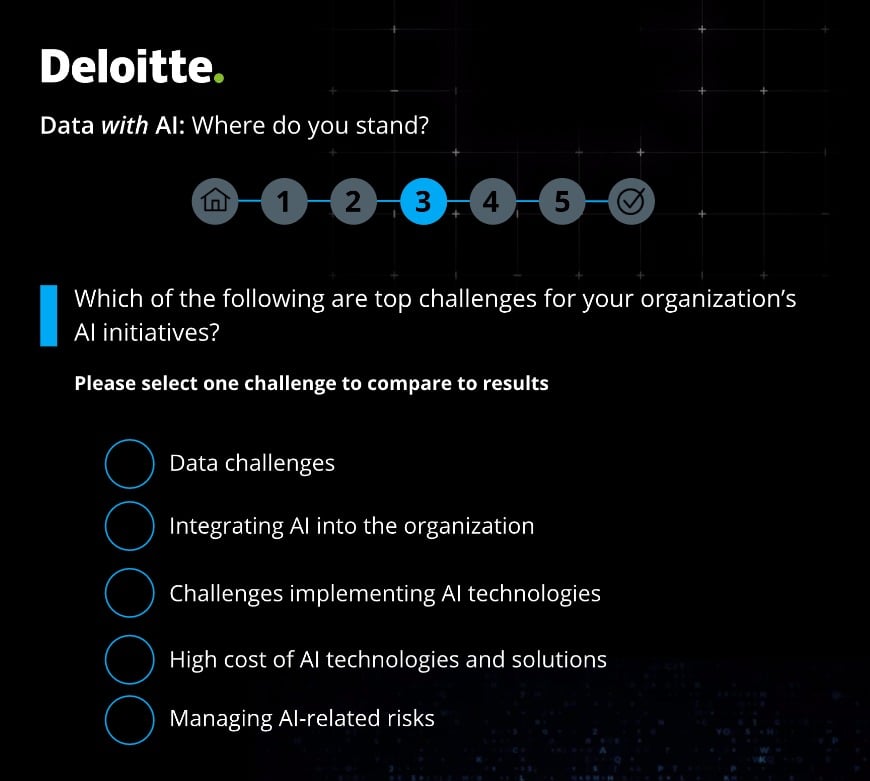 Deloitte.
Data with AI: Where do you stand?
1 2 3 4 5
Which of the following are top challenges for your organization’s
AI initiatives?
Please select one challenge to compare to results
Data challenges
Integrating AI into the organization
Challenges implementing AI technologies
High cost of AI technologies and solutions
Managing AI-related risks